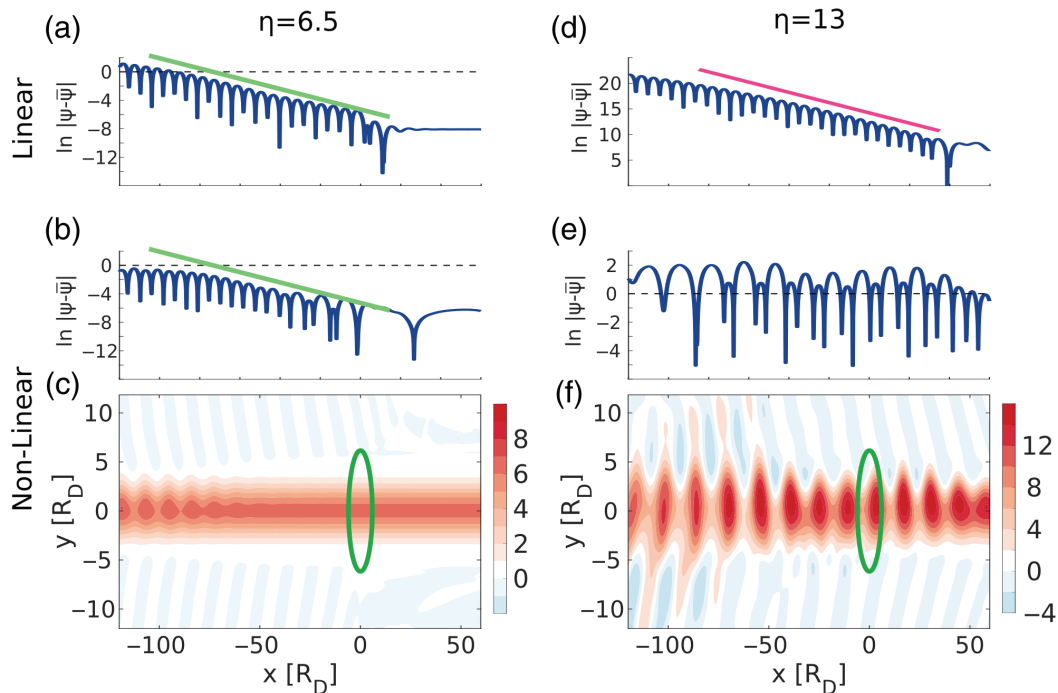 η=6.5
η=13
Linear
Non-Linear
(a)
ln |ψ-ψ̅|
0
−4
−8
−12
(d)
ln |ψ-ψ̅|
20
15
10
5
(b)
ln |ψ-ψ̅|
0
−4
−8
−12
(e)
ln |ψ-ψ̅|
2
0
−2
−4
(c)
y [R_D]
10
5
0
−5
−10
−100
−50
0
50
x [R_D]
8
6
4
2
0
(f)
y [R_D]
10
5
0
−5
−10
−100
−50
0
50
x [R_D]
12
8
4
0
−4